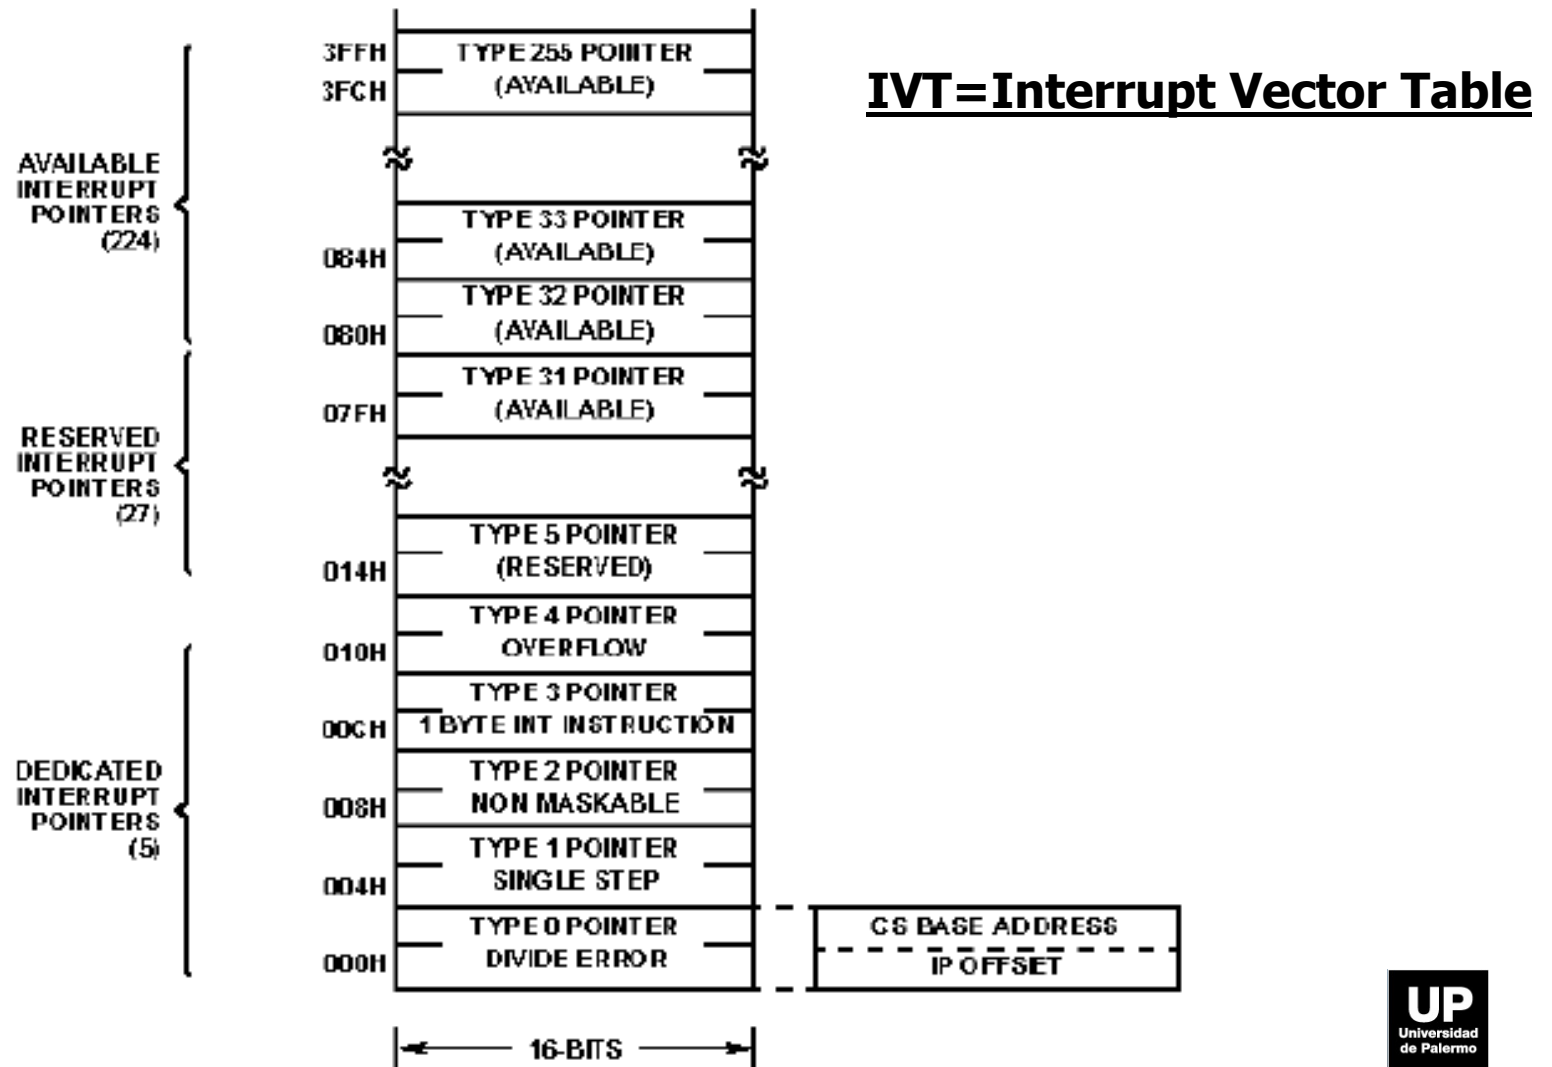 IVT=Interrupt Vector Table
3FFH
TYPE 255 POINTER
3FCH
(AVAILABLE)
AVAILABLE
INTERRUPT
POINTERS
(224)
TYPE 33 POINTER
084H
(AVAILABLE)
TYPE 32 POINTER
080H
(AVAILABLE)
TYPE 31 POINTER
07FH
(AVAILABLE)
RESERVED
INTERRUPT
POINTERS
(27)
TYPE 5 POINTER
014H
(RESERVED)
TYPE 4 POINTER
010H
OVERFLOW
TYPE 3 POINTER
00CH
1 BYTE INT INSTRUCTION
DEDICATED
INTERRUPT
POINTERS
(5)
TYPE 2 POINTER
008H
NON MASKABLE
TYPE 1 POINTER
004H
SINGLE STEP
TYPE 0 POINTER
000H
DIVIDE ERROR
CS BASE ADDRESS
IP OFFSET
16-BITS
UP
Universidad
de Palermo